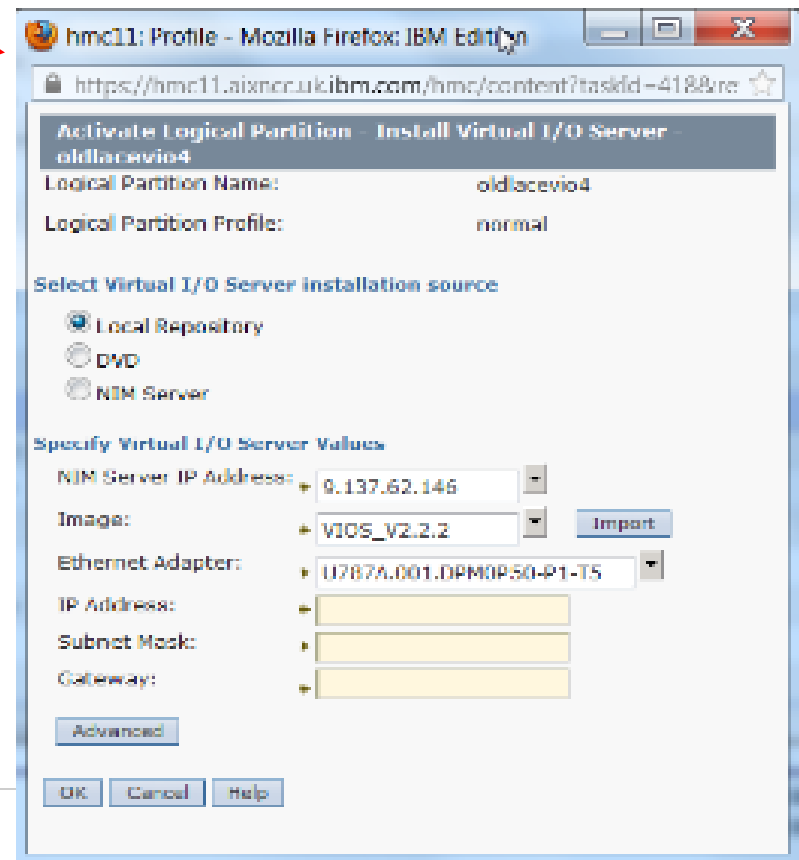 hmc11: Profile - Mozilla Firefox: IBM Edition
https://hmc11.aixncc.uk.ibm.com/hmc/content?taskId=418&re
Activate Logical Partition - Install Virtual I/O Server -
oldlacevio4
Logical Partition Name: oldlacevio4
Logical Partition Profile: normal
Select Virtual I/O Server installation source
Local Repository
DVD
NIM Server
Specify Virtual I/O Server Values
NIM Server IP Address: 9.137.62.146
Image: VIOS_V2.2.2 Import
Ethernet Adapter: U787A.001.DPM0P50-P1-T5
IP Address:
Subnet Mask:
Gateway:
Advanced
OK Cancel Help